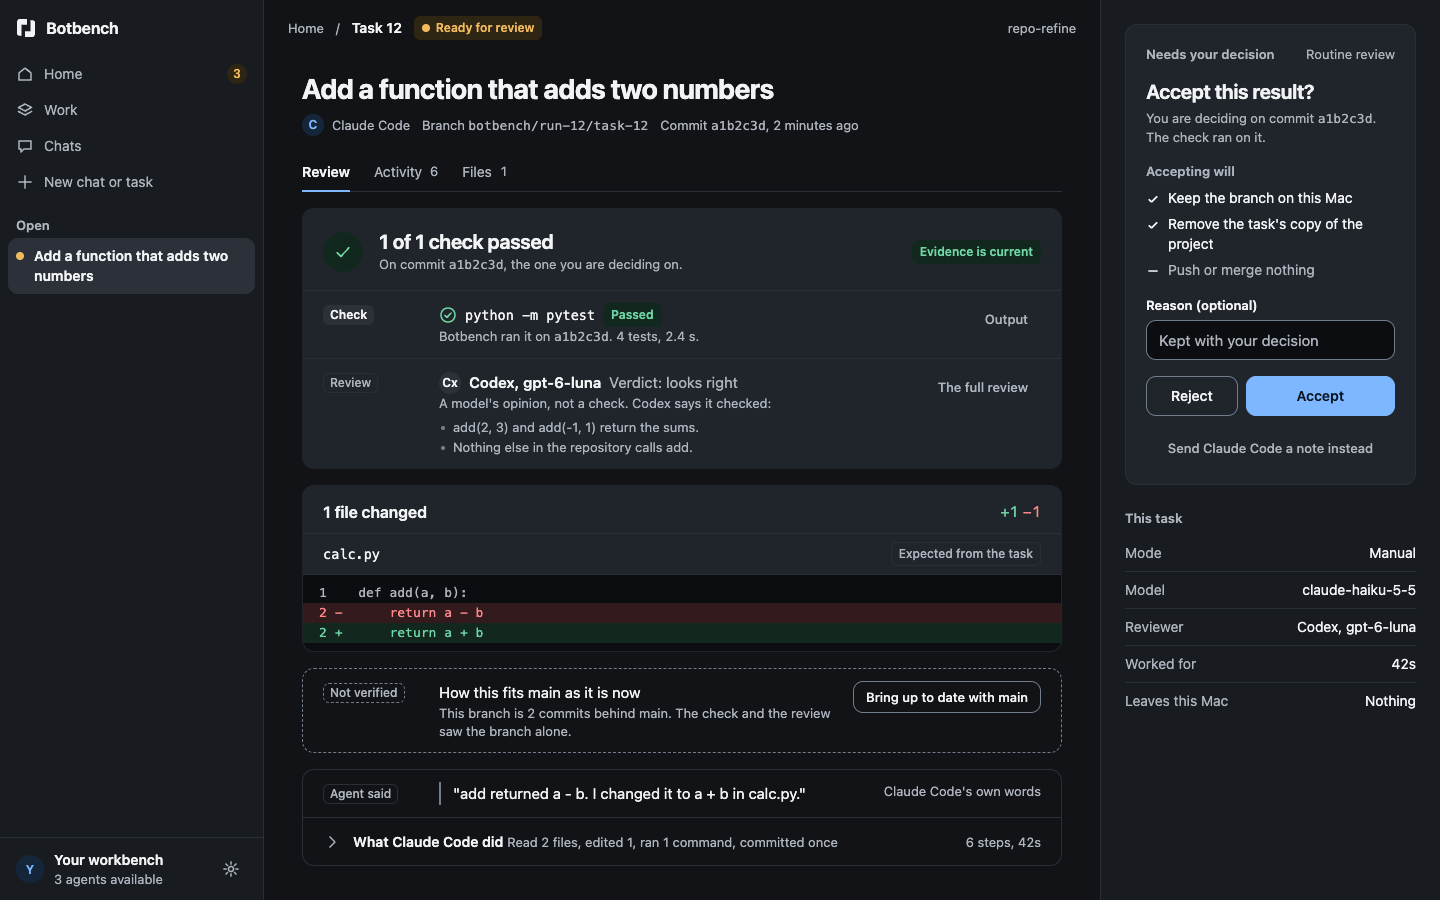 Botbench
Home 3
Work
Chats
New chat or task
Open
Add a function that adds two
numbers
Y Your workbench
3 agents available
Home / Task 12 Ready for review
repo-refine
Add a function that adds two numbers
C Claude Code Branch botbench/run-12/task-12 Commit a1b2c3d, 2 minutes ago
Review Activity 6 Files 1
1 of 1 check passed
On commit a1b2c3d, the one you are deciding on.
Evidence is current
Check python -m pytest Passed
Botbench ran it on a1b2c3d. 4 tests, 2.4 s.
Output
Review Cx Codex, gpt-6-luna Verdict: looks right
A model's opinion, not a check. Codex says it checked:
• add(2, 3) and add(-1, 1) return the sums.
• Nothing else in the repository calls add.
The full review
1 file changed +1 −1
calc.py Expected from the task
1 def add(a, b):
2 - return a - b
2 + return a + b
Not verified How this fits main as it is now
This branch is 2 commits behind main. The check and the review
saw the branch alone.
Bring up to date with main
Agent said "add returned a - b. I changed it to a + b in calc.py." Claude Code's own words
What Claude Code did Read 2 files, edited 1, ran 1 command, committed once 6 steps, 42s
Needs your decision Routine review
Accept this result?
You are deciding on commit a1b2c3d.
The check ran on it.
Accepting will
Keep the branch on this Mac
Remove the task's copy of the
project
Push or merge nothing
Reason (optional)
Kept with your decision
Reject Accept
Send Claude Code a note instead
This task
Mode Manual
Model claude-haiku-5-5
Reviewer Codex, gpt-6-luna
Worked for 42s
Leaves this Mac Nothing